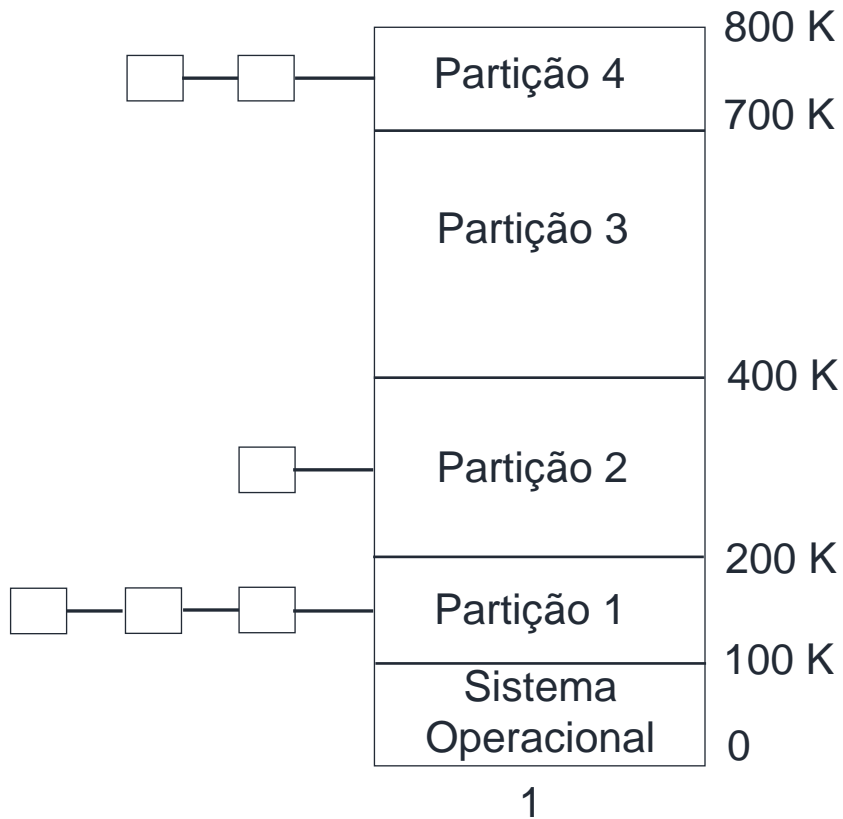 800 K
Partição 4
700 K
Partição 3
400 K
Partição 2
200 K
Partição 1
100 K
Sistema
Operacional
0
1